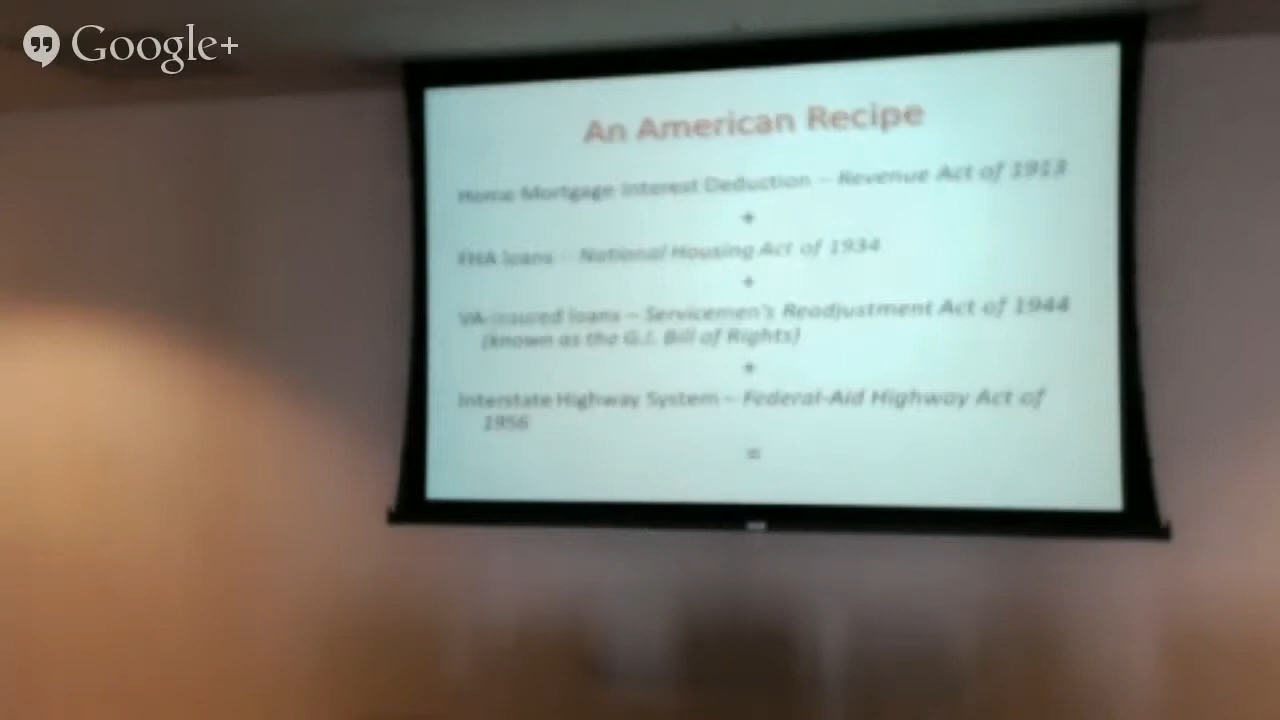 Google+
An American Recipe
Home Mortgage Interest Deduction – Revenue Act of 1913
+
FHA loans - National Housing Act of 1934
+
VA-insured loans – Servicemen's Readjustment Act of 1944
(known as the G.I. Bill of Rights)
+
Interstate Highway System – Federal-Aid Highway Act of
1956
=